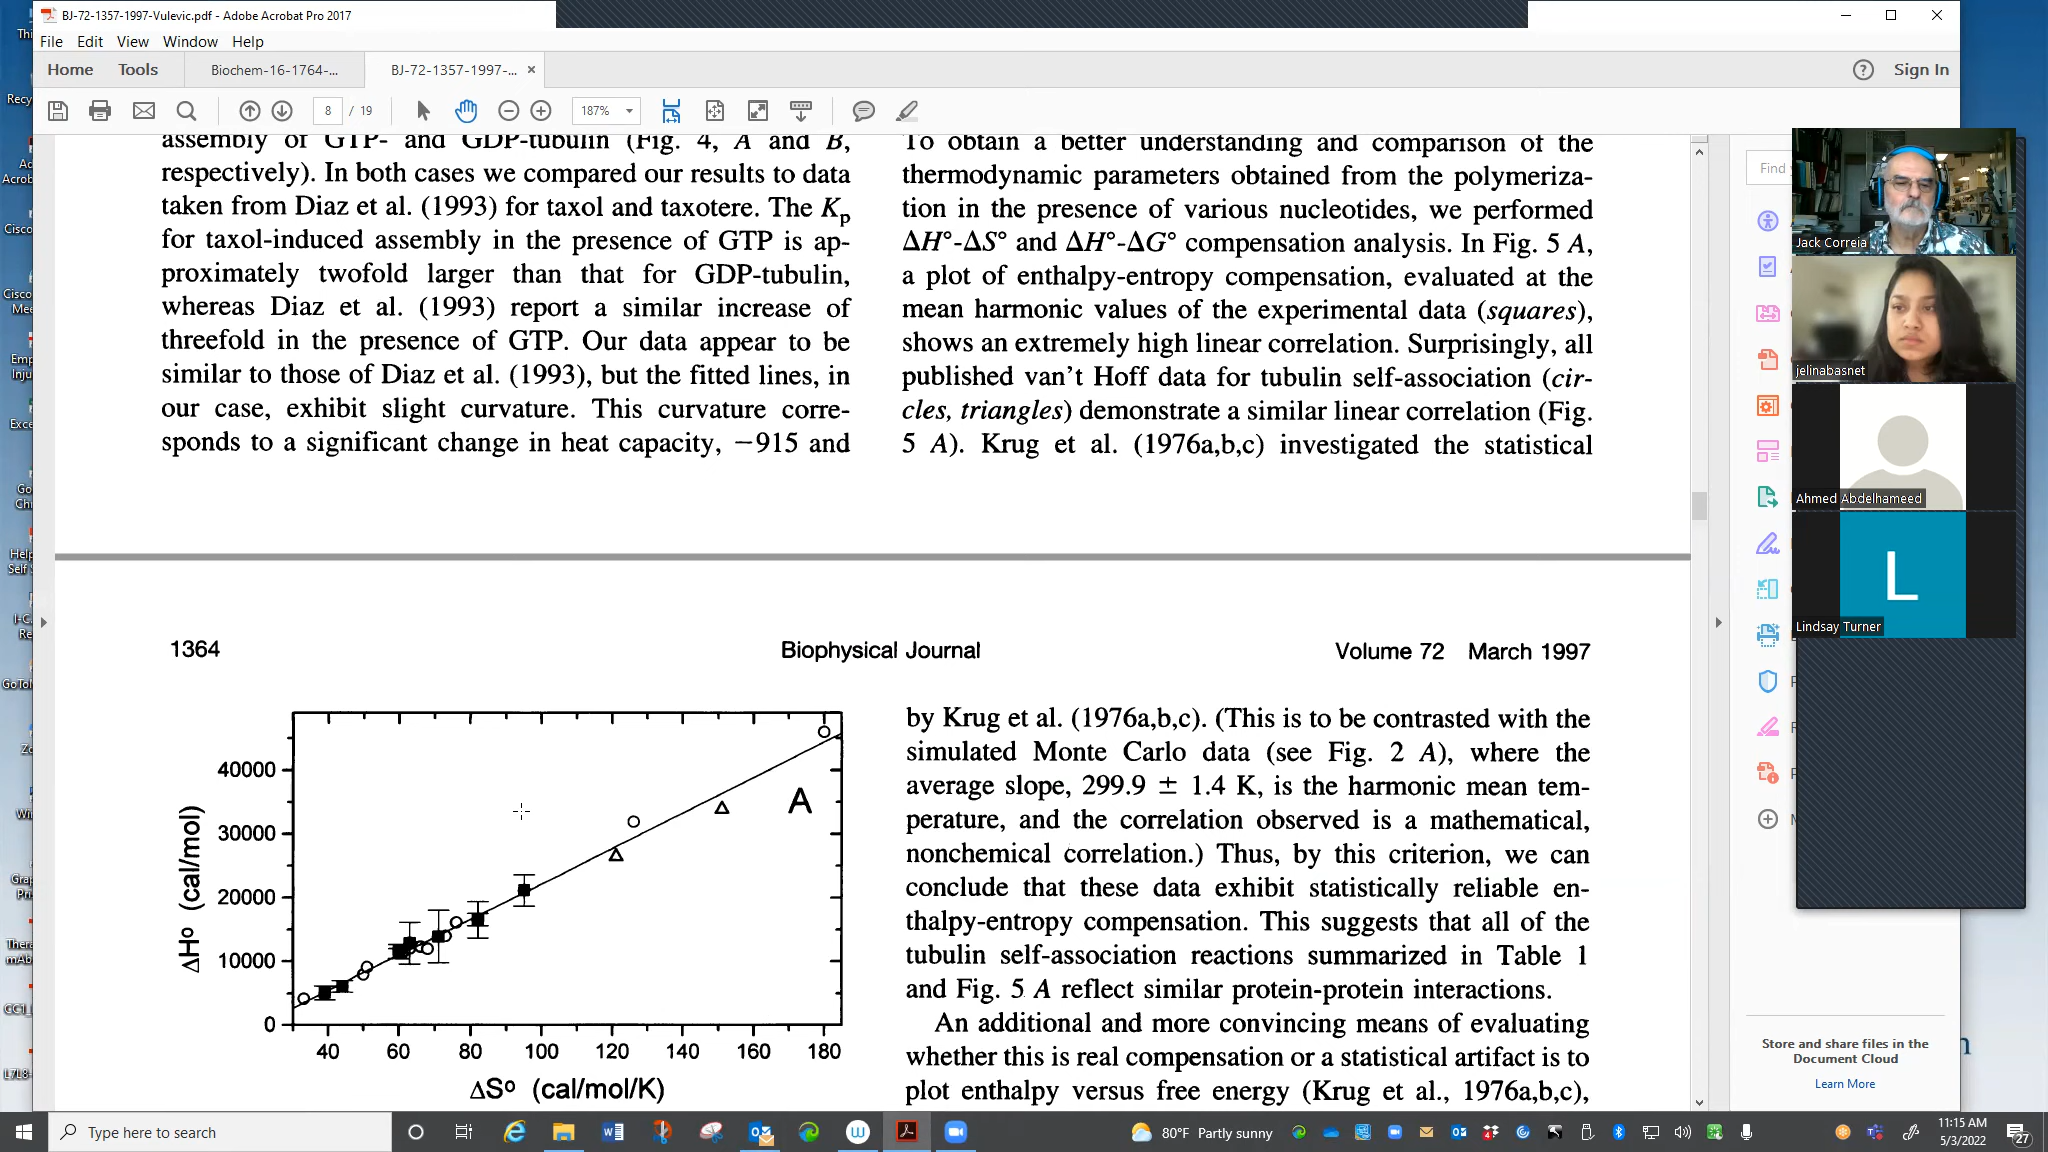 BJ-72-1357-1997-Vulevic.pdf - Adobe Acrobat Pro 2017
File Edit View Window Help
Home Tools Biochem-16-1764-... BJ-72-1357-1997-... ×
Sign In
8 / 19 187%
assembly of GTP- and GDP-tubulin (Fig. 4, A and B,
respectively). In both cases we compared our results to data
taken from Diaz et al. (1993) for taxol and taxotere. The Kp
for taxol-induced assembly in the presence of GTP is ap-
proximately twofold larger than that for GDP-tubulin,
whereas Diaz et al. (1993) report a similar increase of
threefold in the presence of GTP. Our data appear to be
similar to those of Diaz et al. (1993), but the fitted lines, in
our case, exhibit slight curvature. This curvature corre-
sponds to a significant change in heat capacity, −915 and
To obtain a better understanding and comparison of the
thermodynamic parameters obtained from the polymeriza-
tion in the presence of various nucleotides, we performed
ΔH°-ΔS° and ΔH°-ΔG° compensation analysis. In Fig. 5 A,
a plot of enthalpy-entropy compensation, evaluated at the
mean harmonic values of the experimental data (squares),
shows an extremely high linear correlation. Surprisingly, all
published van't Hoff data for tubulin self-association (cir-
cles, triangles) demonstrate a similar linear correlation (Fig.
5 A). Krug et al. (1976a,b,c) investigated the statistical
1364 Biophysical Journal Volume 72 March 1997
ΔH° (cal/mol)
40000
30000
20000
10000
0
A
40 60 80 100 120 140 160 180
ΔS° (cal/mol/K)
by Krug et al. (1976a,b,c). (This is to be contrasted with the
simulated Monte Carlo data (see Fig. 2 A), where the
average slope, 299.9 ± 1.4 K, is the harmonic mean tem-
perature, and the correlation observed is a mathematical,
nonchemical correlation.) Thus, by this criterion, we can
conclude that these data exhibit statistically reliable en-
thalpy-entropy compensation. This suggests that all of the
tubulin self-association reactions summarized in Table 1
and Fig. 5 A reflect similar protein-protein interactions.
An additional and more convincing means of evaluating
whether this is real compensation or a statistical artifact is to
plot enthalpy versus free energy (Krug et al., 1976a,b,c),
Find
Jack Correia
jelinabasnet
Ahmed Abdelhameed
L
Lindsay Turner
Store and share files in the
Document Cloud
Learn More
Type here to search
80°F Partly sunny
11:15 AM
5/3/2022
27